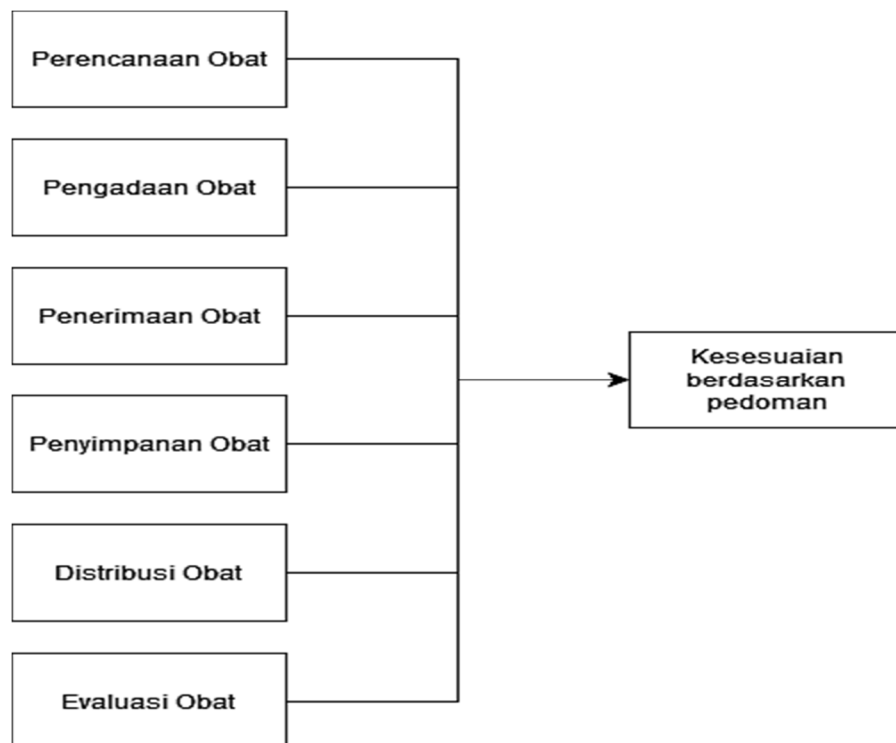 Perencanaan Obat
Pengadaan Obat
Penerimaan Obat
Penyimpanan Obat
Distribusi Obat
Evaluasi Obat
Kesesuaian
berdasarkan
pedoman